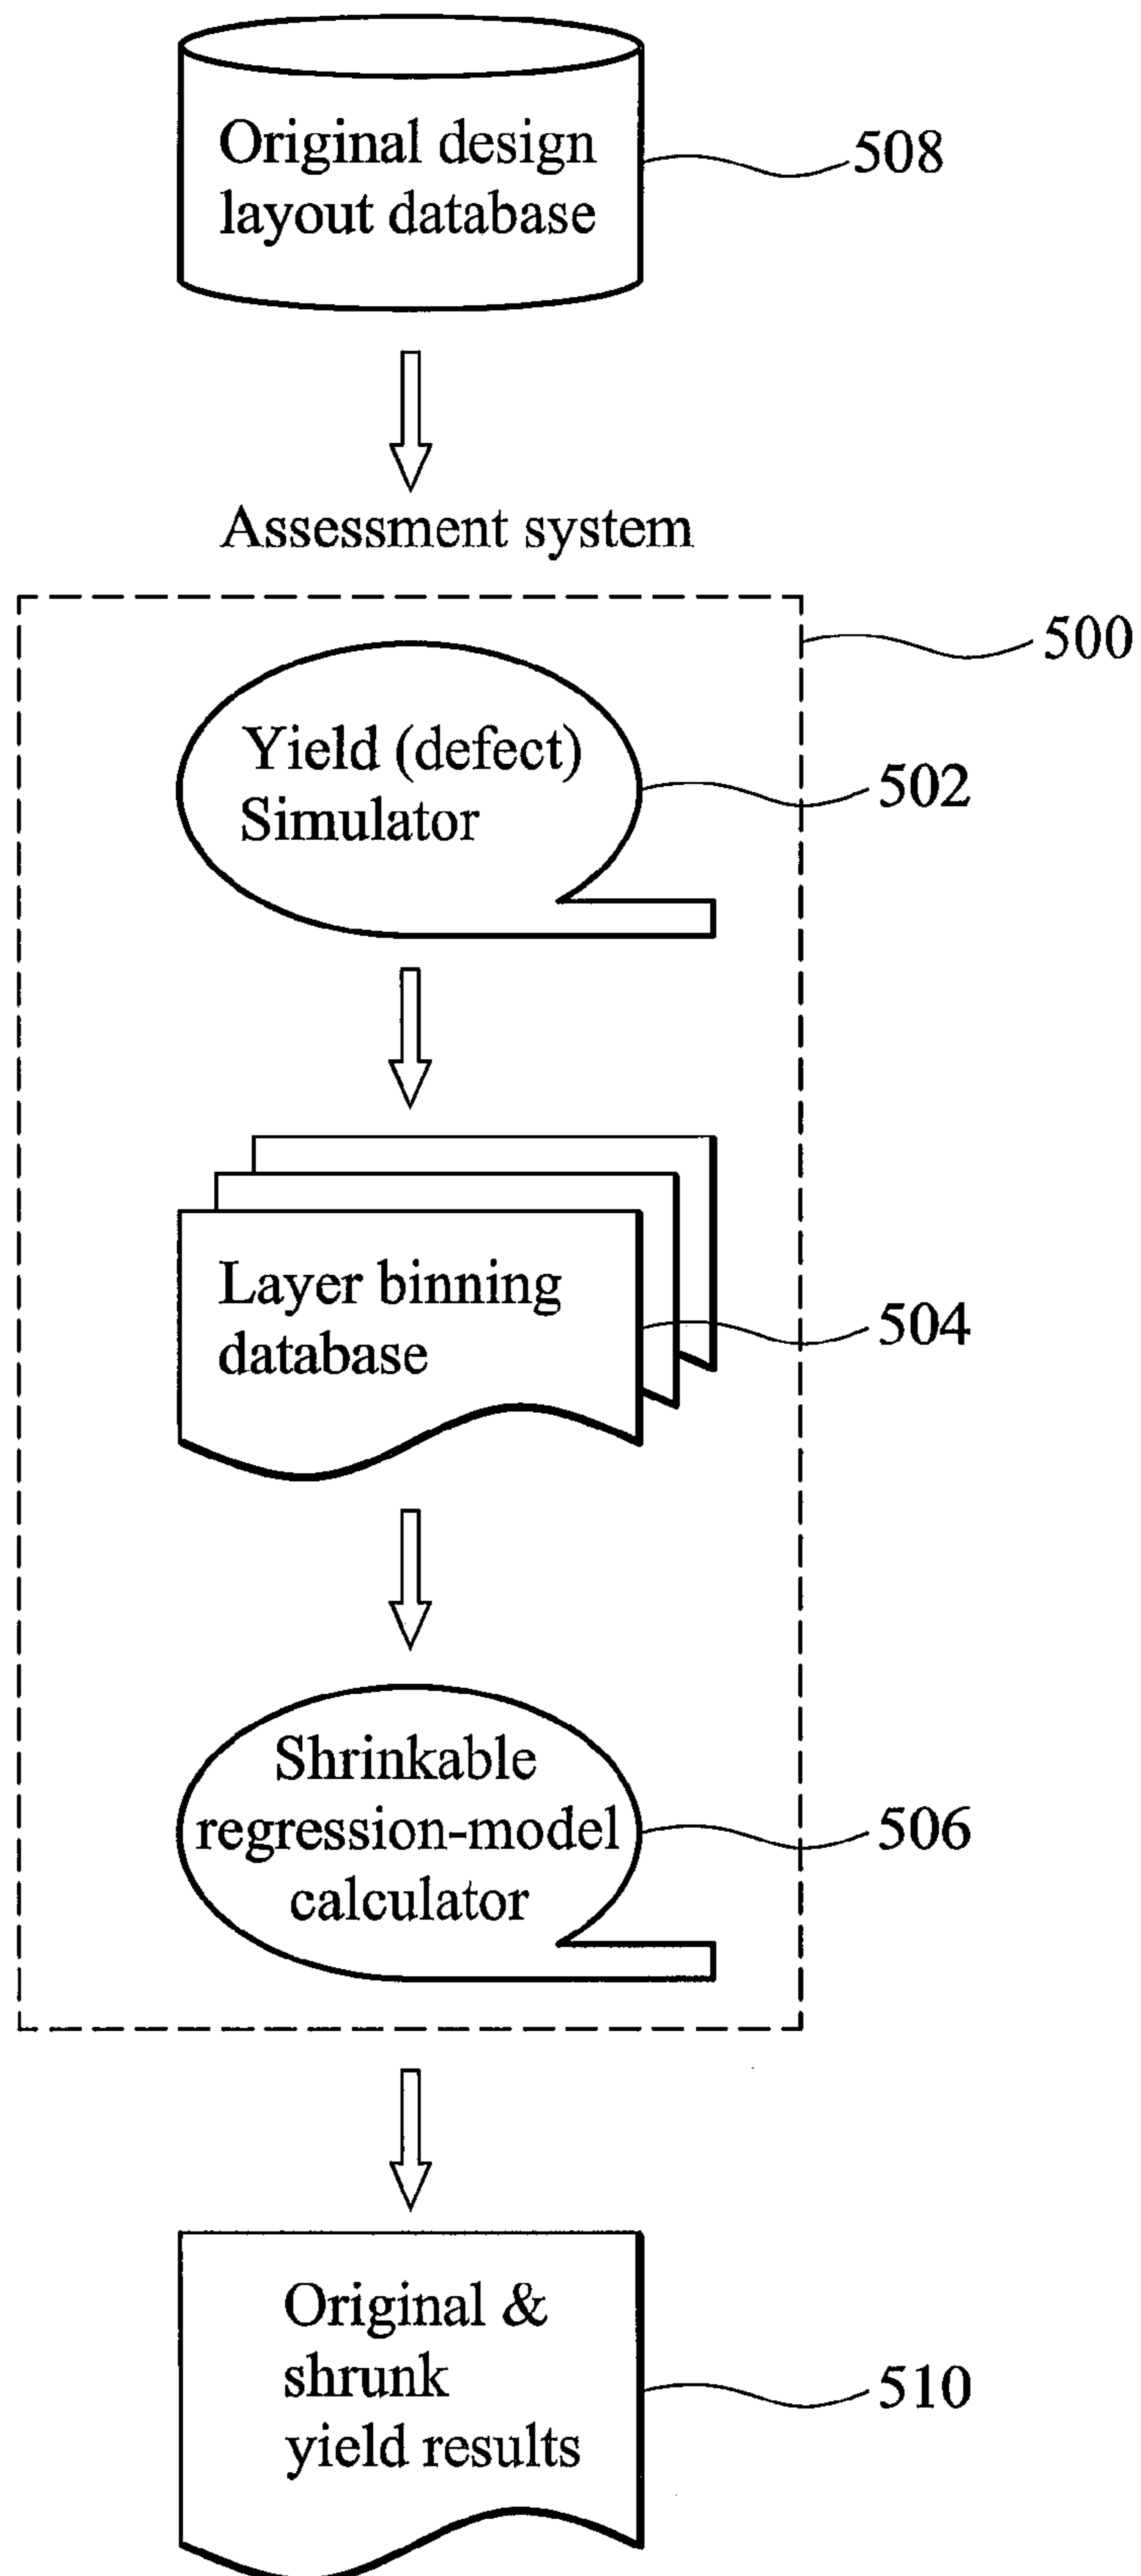 Original design
layout database
508
Assessment system
500
Yield (defect)
Simulator
502
Layer binning
database
504
Shrinkable
regression-model
calculator
506
Original &
shrunk
yield results
510